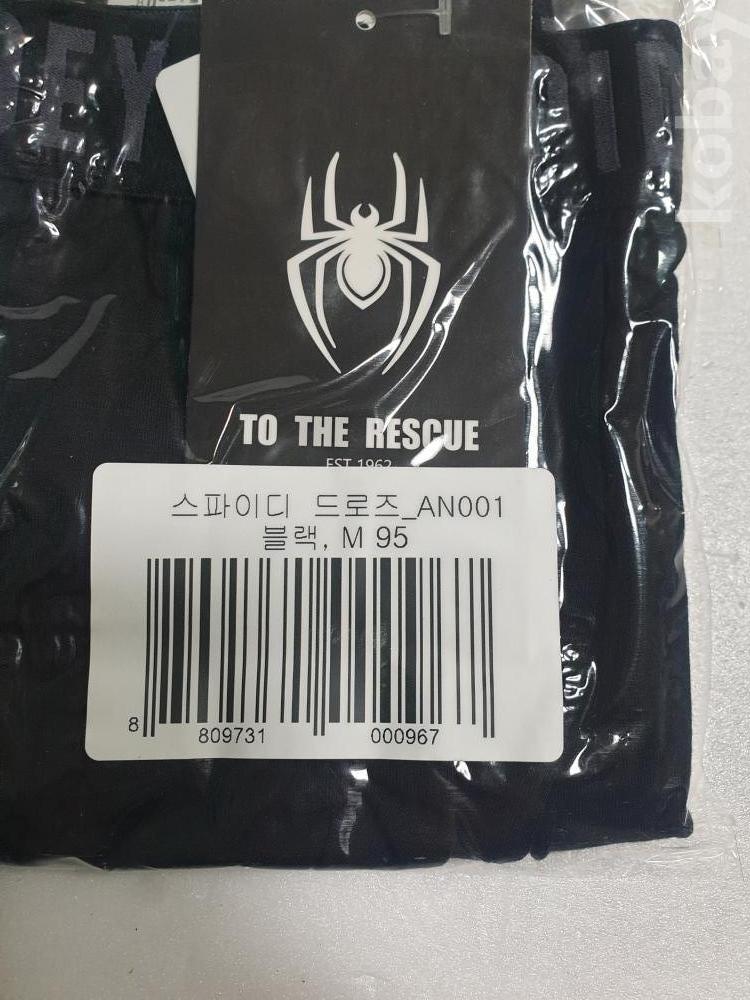 TO THE RESCUE
EST 1962
스파이디 드로즈_AN001
블랙, M 95
8 809731 000967
kobay